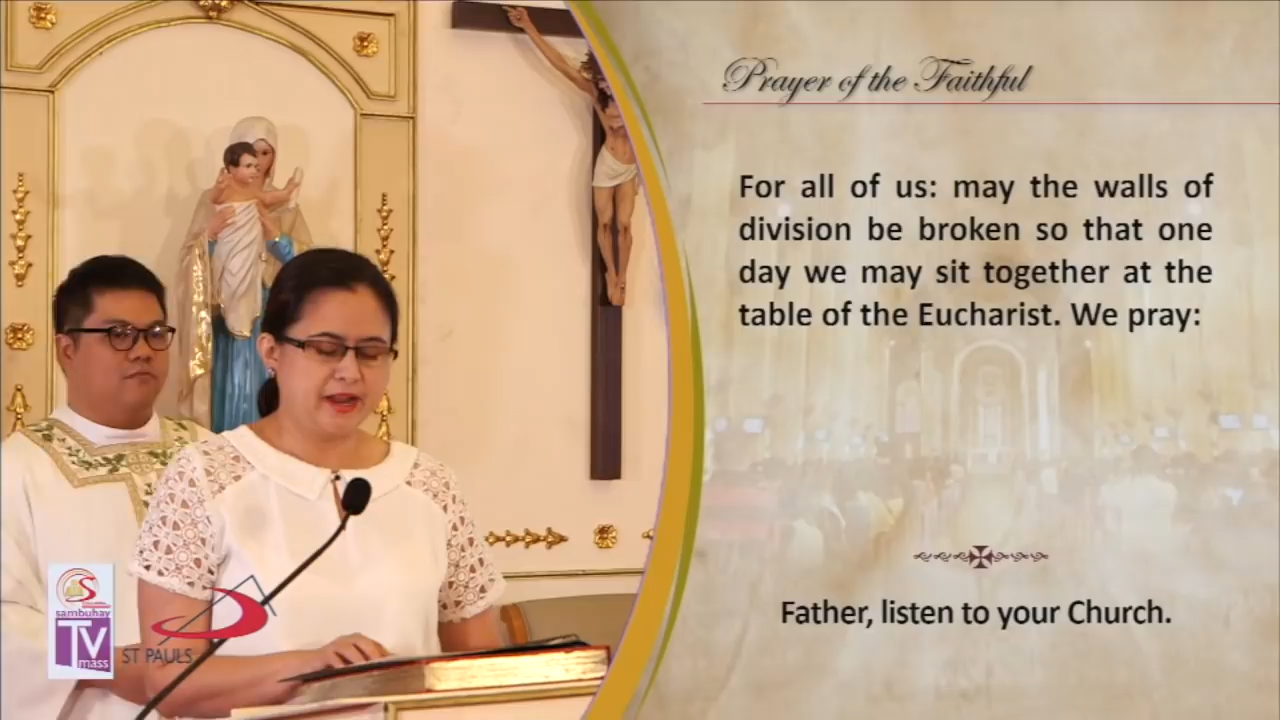 Prayer of the Faithful
For all of us: may the walls of
division be broken so that one
day we may sit together at the
table of the Eucharist. We pray:
Father, listen to your Church.
sambuhay
TV
mass
ST PAULS